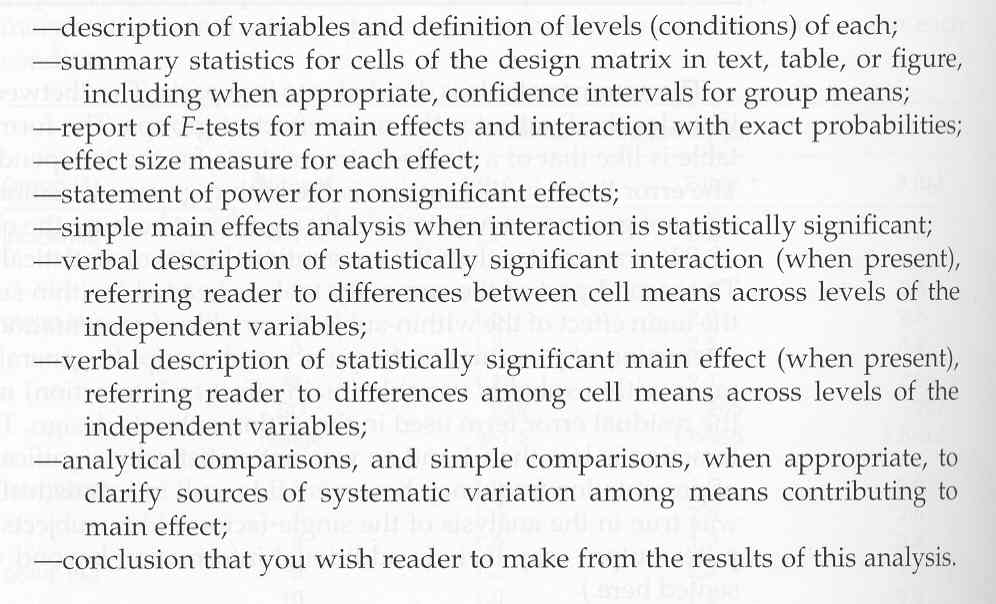 —description of variables and definition of levels (conditions) of each;
—summary statistics for cells of the design matrix in text, table, or figure,
including when appropriate, confidence intervals for group means;
—report of F-tests for main effects and interaction with exact probabilities;
—effect size measure for each effect;
—statement of power for nonsignificant effects;
—simple main effects analysis when interaction is statistically significant;
—verbal description of statistically significant interaction (when present),
referring reader to differences between cell means across levels of the
independent variables;
—verbal description of statistically significant main effect (when present),
referring reader to differences among cell means across levels of the
independent variables;
—analytical comparisons, and simple comparisons, when appropriate, to
clarify sources of systematic variation among means contributing to
main effect;
—conclusion that you wish reader to make from the results of this analysis.